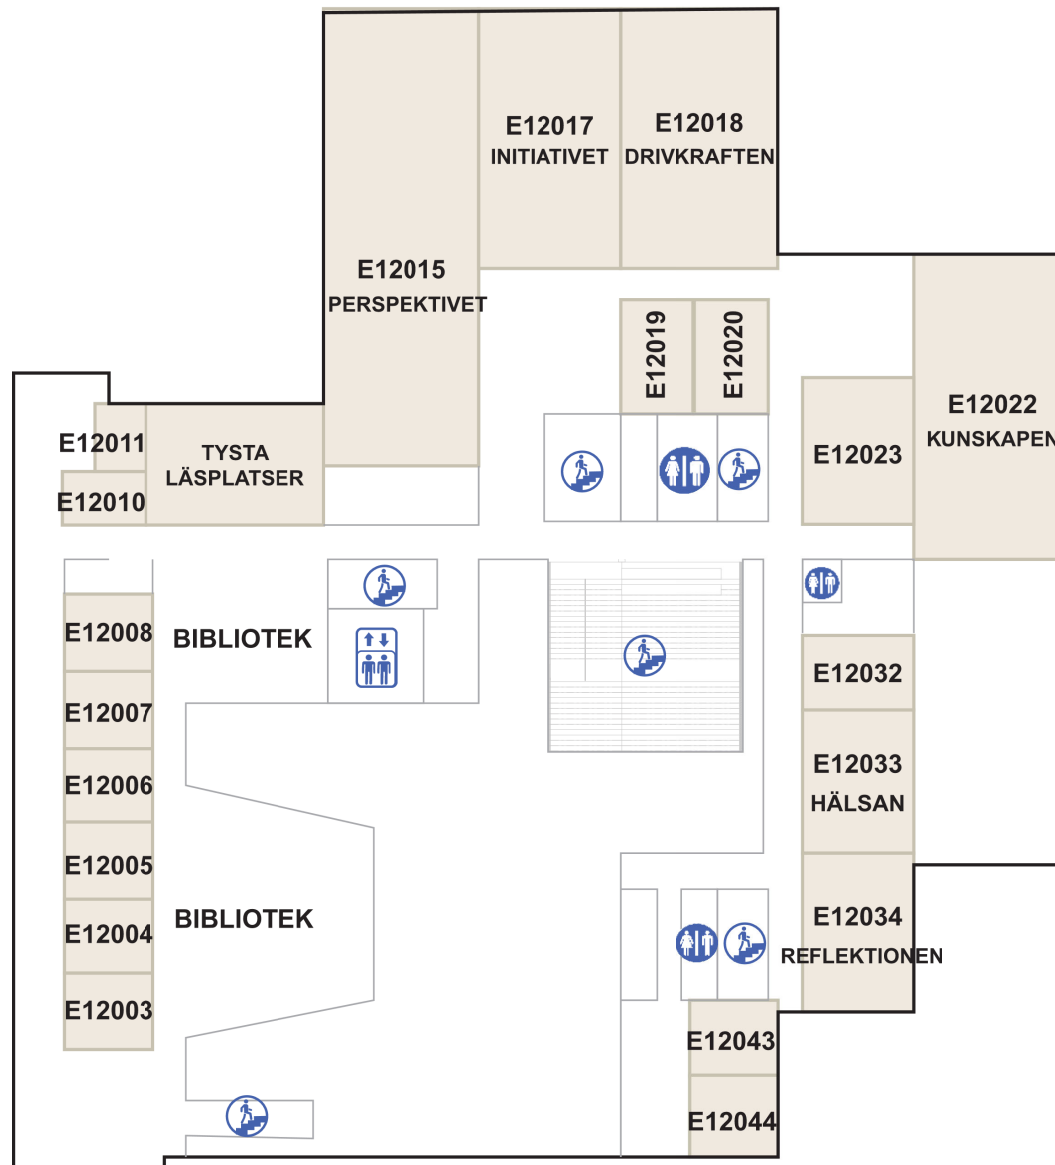 E12017
INITIATIVET
E12018
DRIVKRAFTEN
E12015
PERSPEKTIVET
E12019
E12020
E12022
KUNSKAPEN
E12023
E12011
TYSTA
LÄSPLATSER
E12010
E12008
BIBLIOTEK
E12007
E12006
E12005
E12004
BIBLIOTEK
E12003
E12032
E12033
HÄLSAN
E12034
REFLEKTIONEN
E12043
E12044